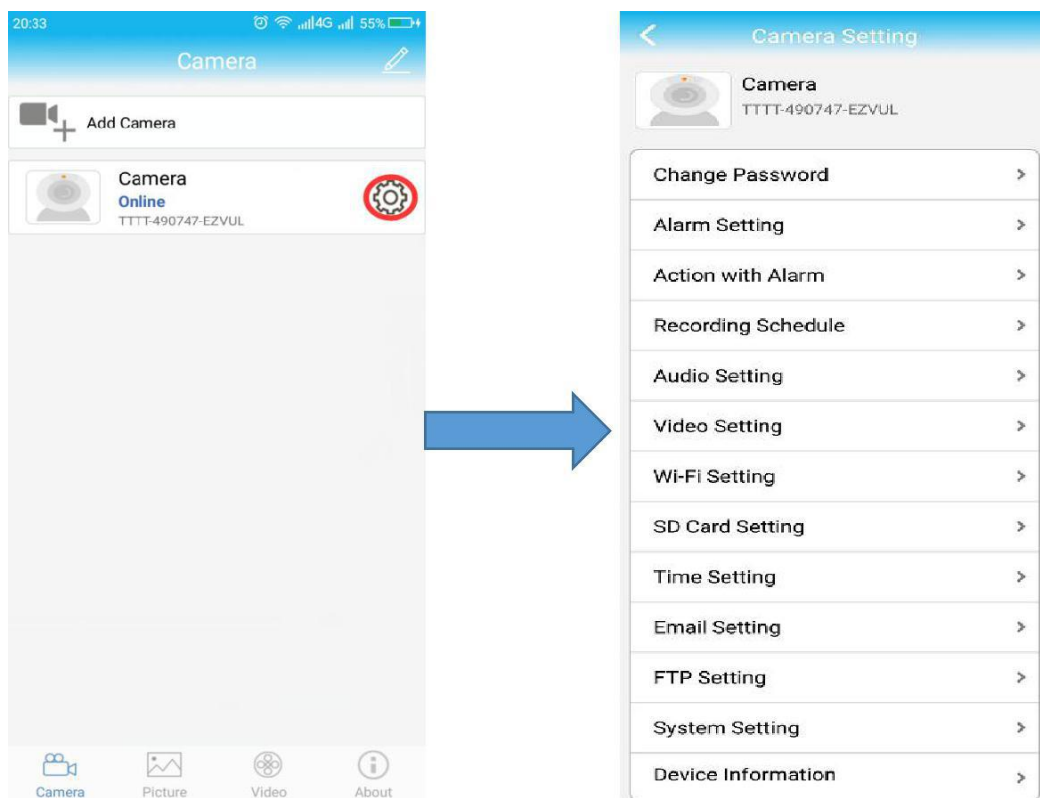 20:33
4G 55%
Camera
Add Camera
Camera
Online
TTTT-490747-EZVUL
Camera
Picture
Video
About
Camera Setting
Camera
TTTT-490747-EZVUL
Change Password
Alarm Setting
Action with Alarm
Recording Schedule
Audio Setting
Video Setting
Wi-Fi Setting
SD Card Setting
Time Setting
Email Setting
FTP Setting
System Setting
Device Information